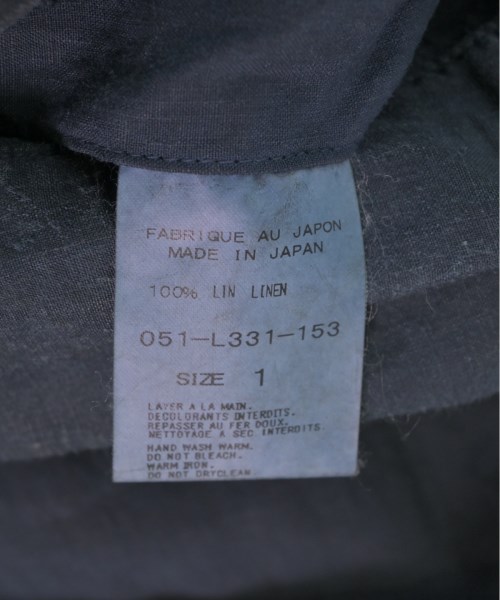 FABRIQUE AU JAPON
MADE IN JAPAN
100% LIN LINEN
051-L331-153
SIZE 1
LAVER A LA MAIN.
DECOLORANTS INTERDITS.
REPASSER AU FER DOUX.
NETTOYAGE A SEC INTERDITS
HAND WASH WARM.
DO NOT BLEACH.
WARM IRON.
DO NOT DRYCLEAN.